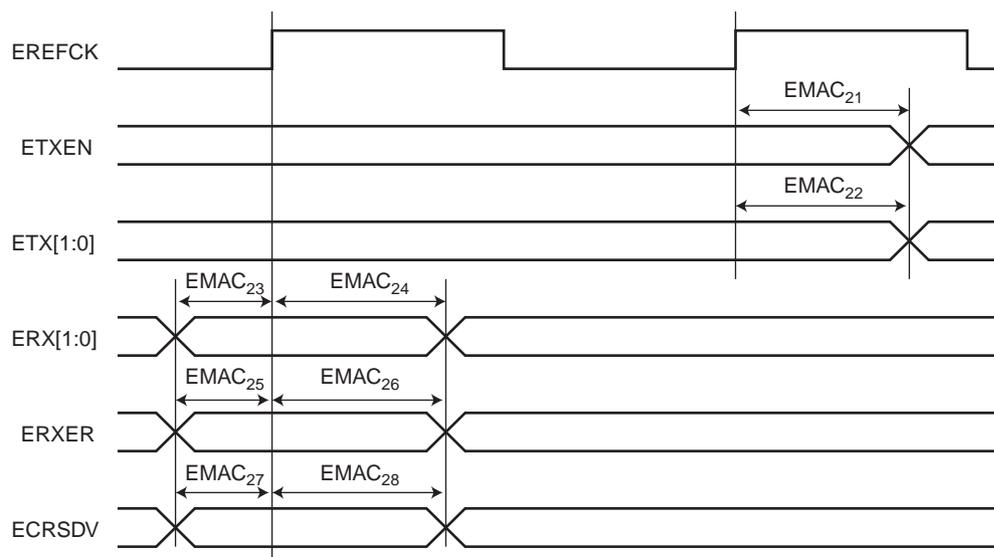 EREFCK
EMAC21
ETXEN
EMAC22
ETX[1:0]
EMAC23 EMAC24
ERX[1:0]
EMAC25 EMAC26
ERXER
EMAC27 EMAC28
ECRSDV